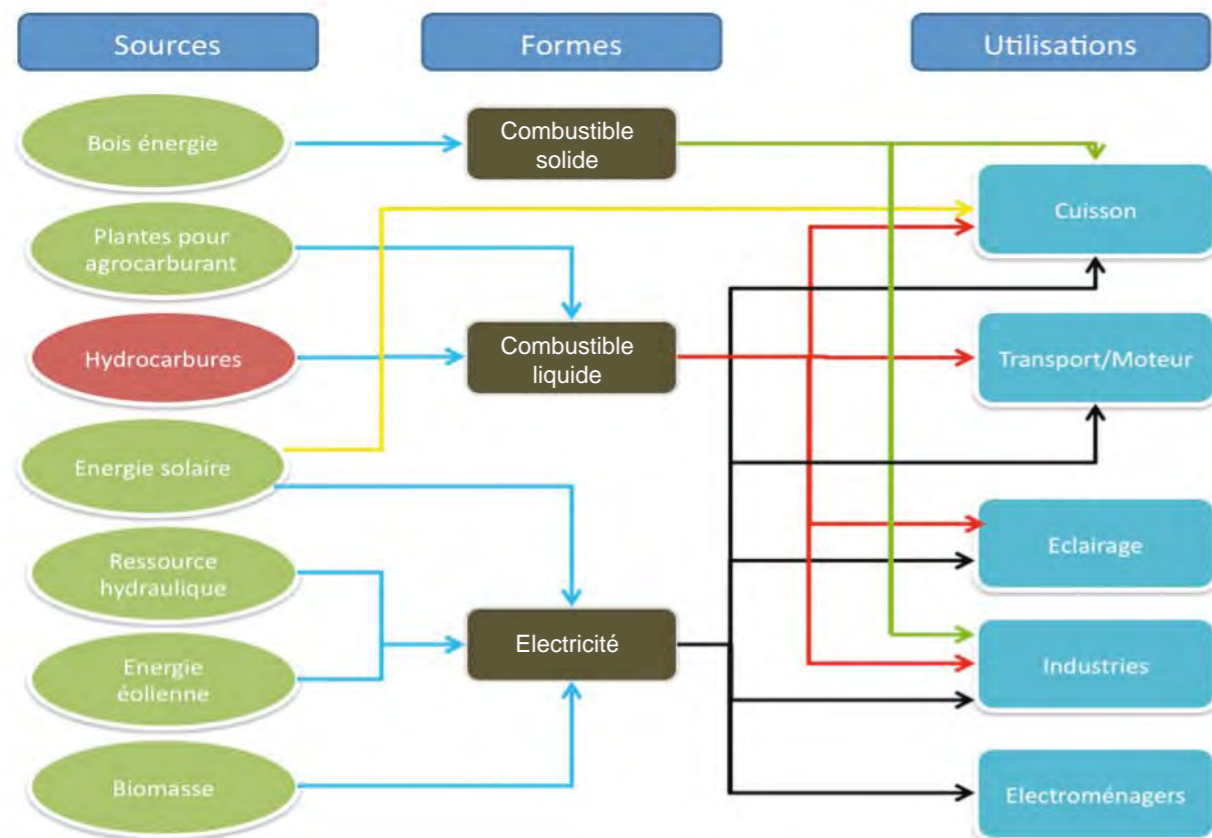 Sources
Formes
Utilisations
Bois énergie
Combustible
solide
Cuisson
Plantes pour
agrocarburant
Hydrocarbures
Combustible
liquide
Transport/Moteur
Energie solaire
Eclairage
Ressource
hydraulique
Electricité
Industries
Energie
éolienne
Biomasse
Electroménagers